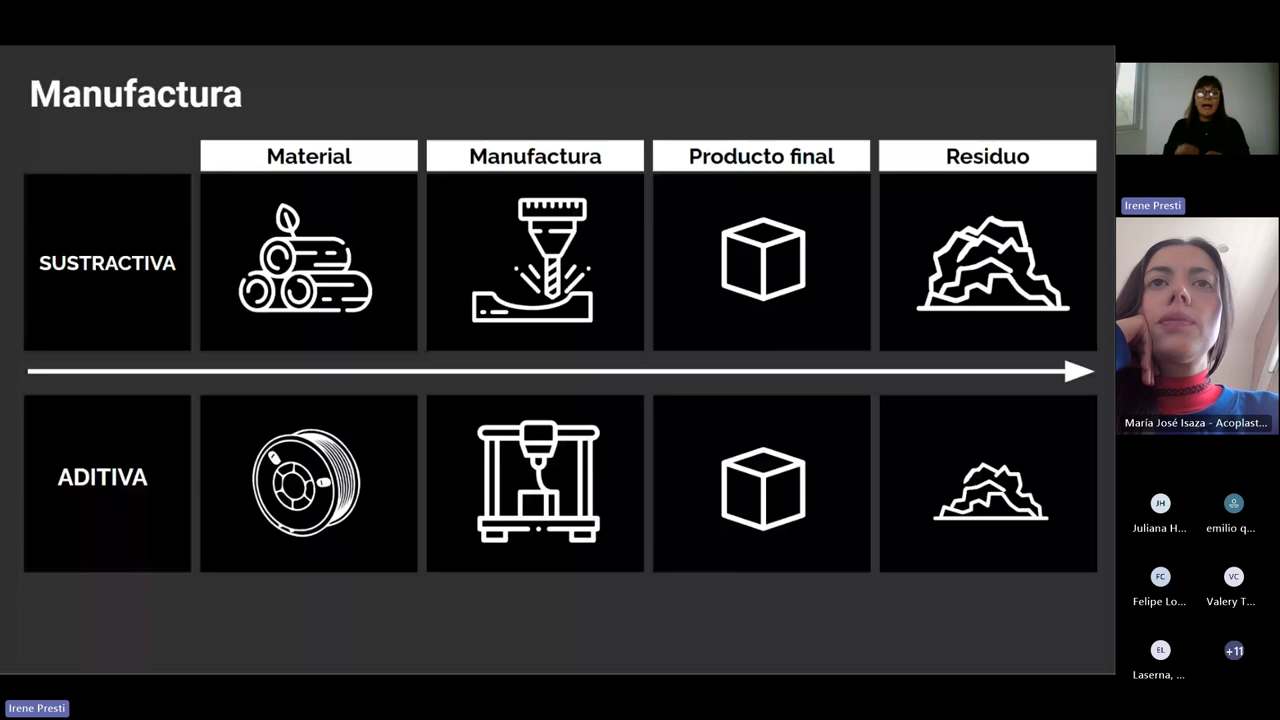 Manufactura
Material
Manufactura
Producto final
Residuo
SUSTRACTIVA
ADITIVA
Irene Presti
María José Isaza - Acoplast...
JH
Juliana H...
emilio q...
FC
Felipe Lo...
VC
Valery T...
EL
Laserna, ...
+11
Irene Presti